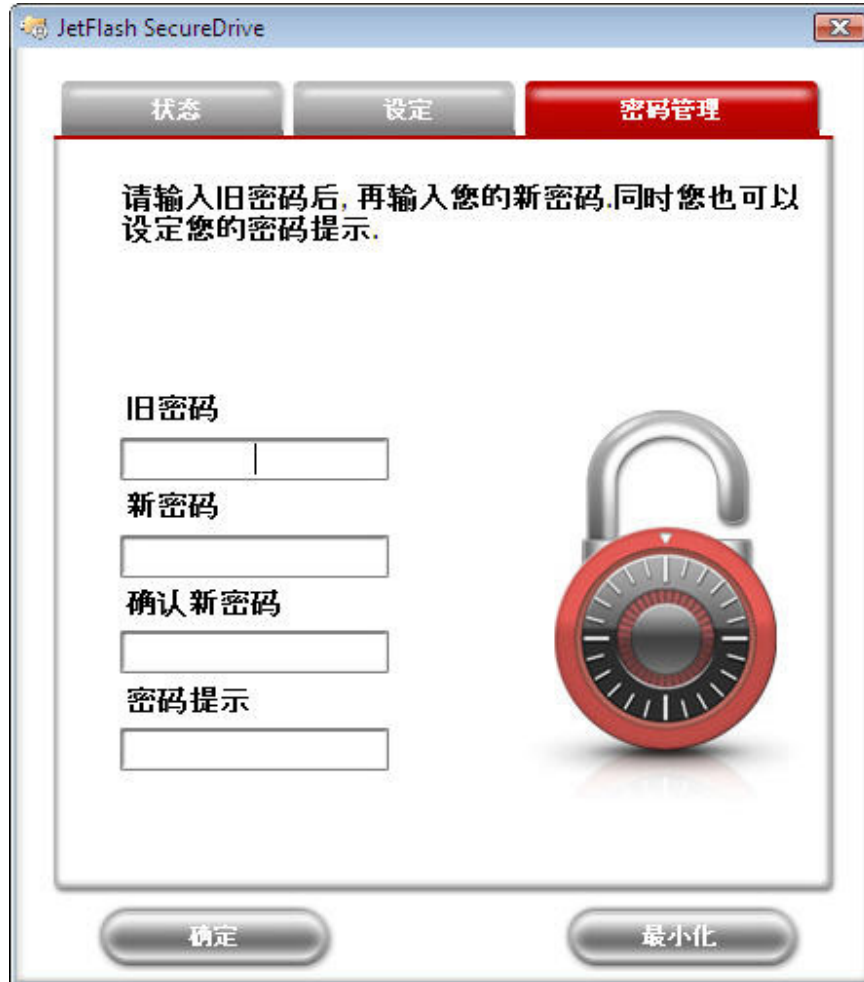 JetFlash SecureDrive
状态 设定 密码管理
请输入旧密码后, 再输入您的新密码.同时您也可以
设定您的密码提示.
旧密码
新密码
确认新密码
密码提示
确定 最小化